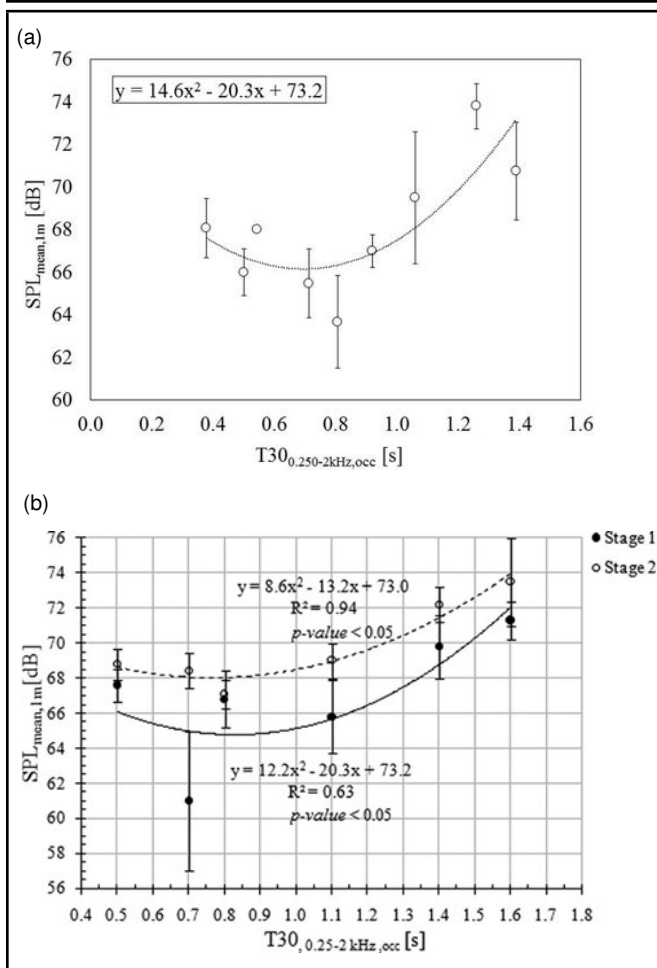 (a)
76
74
72
70
68
66
64
62
60
y = 14.6x² - 20.3x + 73.2
SPLmean,1m [dB]
0.0 0.2 0.4 0.6 0.8 1.0 1.2 1.4 1.6
T300.250-2kHz,occ [s]
(b)
76
74
72
70
68
66
64
62
60
58
56
Stage 1
Stage 2
y = 8.6x² - 13.2x + 73.0
R² = 0.94
p-value < 0.05
SPLmean,1m [dB]
y = 12.2x² - 20.3x + 73.2
R² = 0.63
p-value < 0.05
0.4 0.5 0.6 0.7 0.8 0.9 1.0 1.1 1.2 1.3 1.4 1.5 1.6 1.7 1.8
T30, 0.25-2 kHz,occ [s]